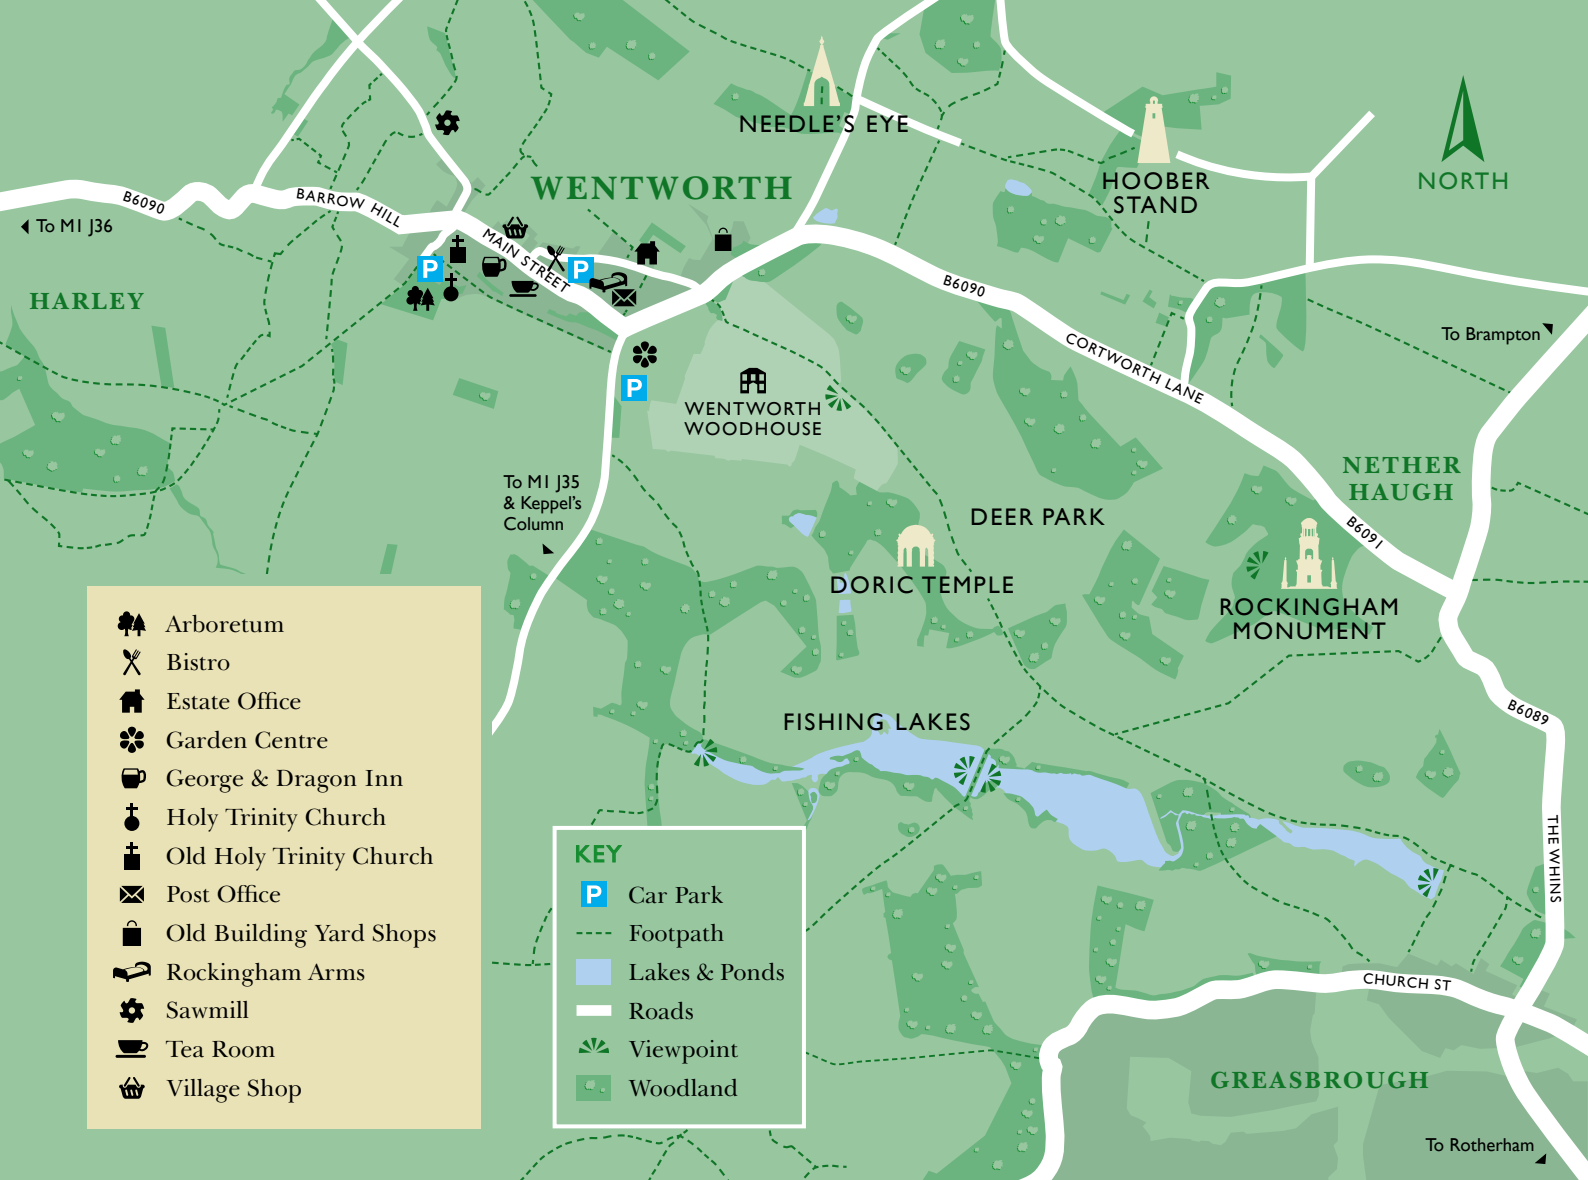 NEEDLE'S EYE
WENTWORTH
HOOBER
STAND
NORTH
B6090
To M1 J36
BARROW HILL
MAIN STREET
P
P
HARLEY
B6090
CORTWORTH LANE
To Brampton
P
WENTWORTH
WOODHOUSE
NETHER
HAUGH
To M1 J35
& Keppel's
Column
DEER PARK
B6091
DORIC TEMPLE
ROCKINGHAM
MONUMENT
FISHING LAKES
B6089
THE WHINS
CHURCH ST
GREASBROUGH
To Rotherham
Arboretum
Bistro
Estate Office
Garden Centre
George & Dragon Inn
Holy Trinity Church
Old Holy Trinity Church
Post Office
Old Building Yard Shops
Rockingham Arms
Sawmill
Tea Room
Village Shop
KEY
P Car Park
Footpath
Lakes & Ponds
Roads
Viewpoint
Woodland